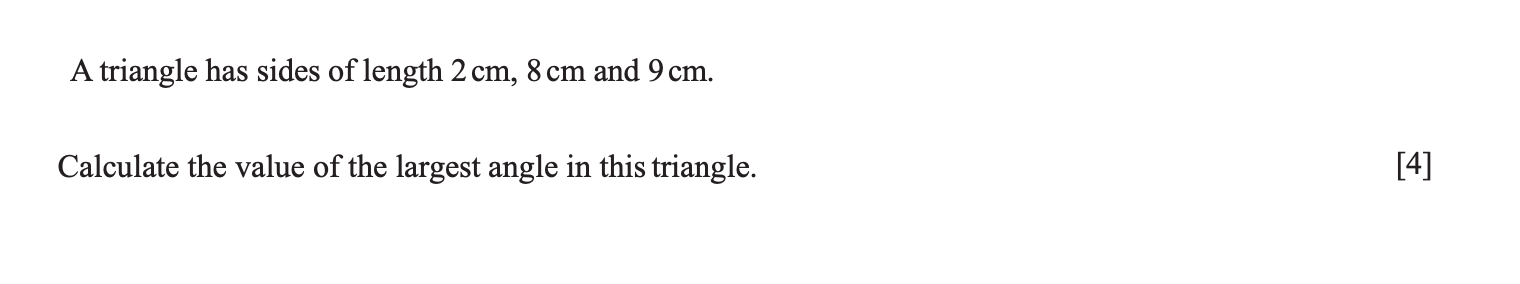 A triangle has sides of length 2 cm, 8 cm and 9 cm.
Calculate the value of the largest angle in this triangle. [4]